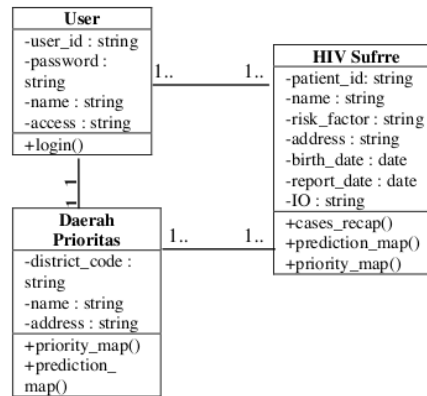 User
-user_id : string
-password :
string
-name : string
-access : string
+login()
1..
1..
HIV Sufrre
-patient_id: string
-name : string
-risk_factor : string
-address : string
-birth_date : date
-report_date : date
-IO : string
+cases_recap()
+prediction_map()
+priority_map()
1
1
Daerah
Prioritas
-district_code :
string
-name : string
-address : string
+priority_map()
+prediction_
map()
1..
1..